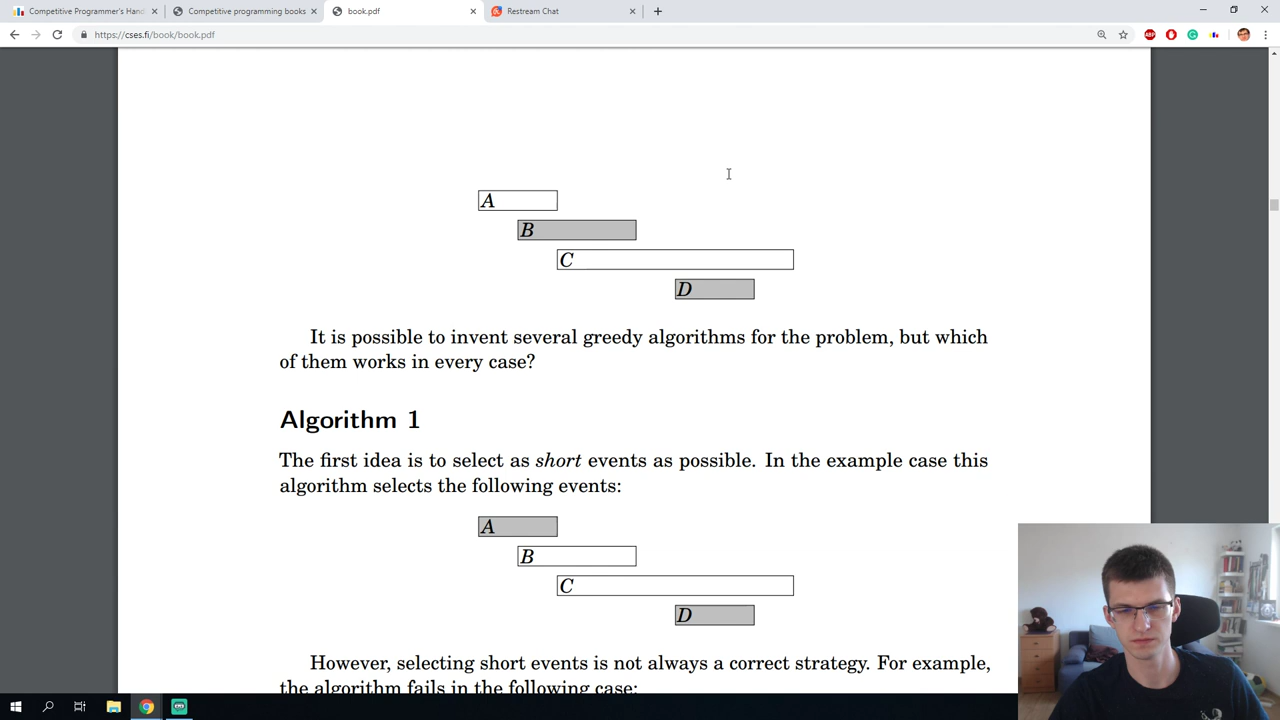 Competitive Programmer's Hand
Competitive programming books
book.pdf
Restream Chat
https://cses.fi/book/book.pdf
ABP
A
B
C
D
It is possible to invent several greedy algorithms for the problem, but which
of them works in every case?
Algorithm 1
The first idea is to select as short events as possible. In the example case this
algorithm selects the following events:
A
B
C
D
However, selecting short events is not always a correct strategy. For example,
the algorithm fails in the following case: